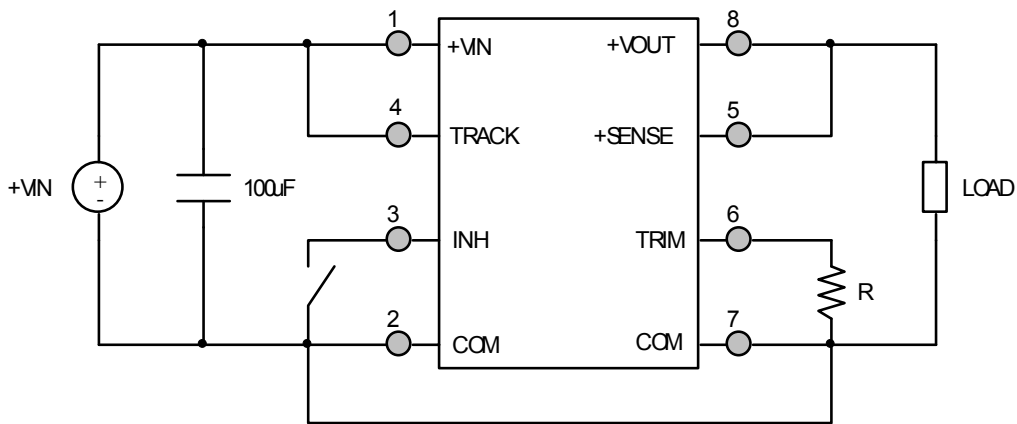 1
8
+VIN
+VOUT
4
5
TRACK
+SENSE
+VIN
+
-
100uF
LOAD
3
6
INH
TRIM
R
2
7
COM
COM